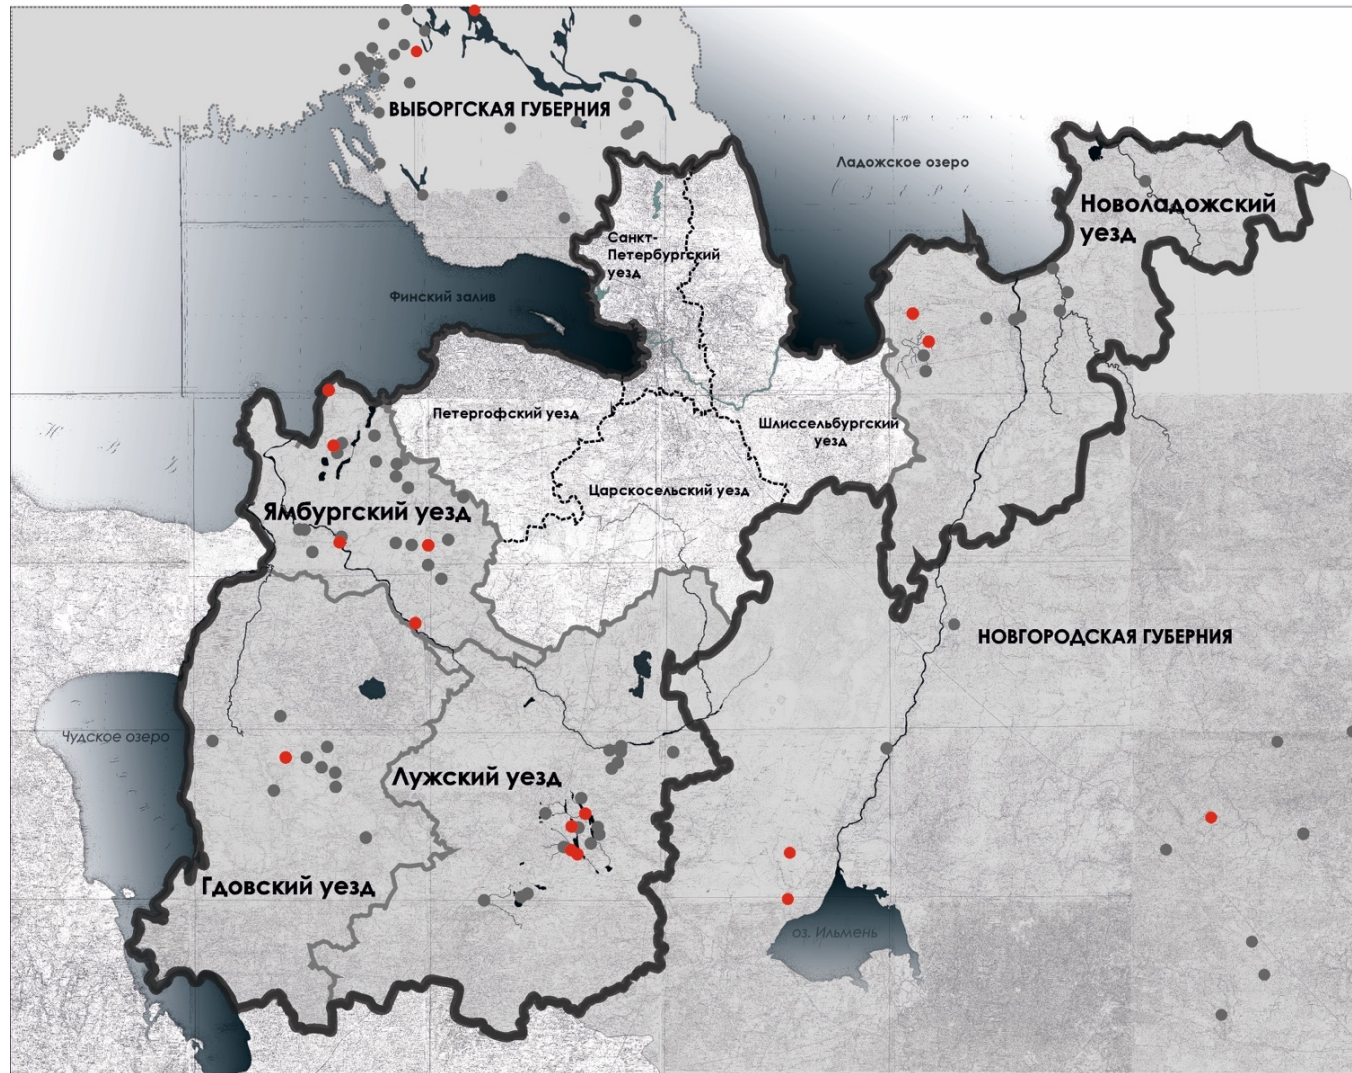 ВЫБОРГСКАЯ ГУБЕРНИЯ
Ладожское озеро
Новоладожский
уезд
Санкт-
Петербургский
уезд
Финский залив
Петергофский уезд
Шлиссельбургский
уезд
Царскосельский уезд
Ямбургский уезд
НОВГОРОДСКАЯ ГУБЕРНИЯ
Чудское озеро
Лужский уезд
Гдовский уезд
оз. Ильмень